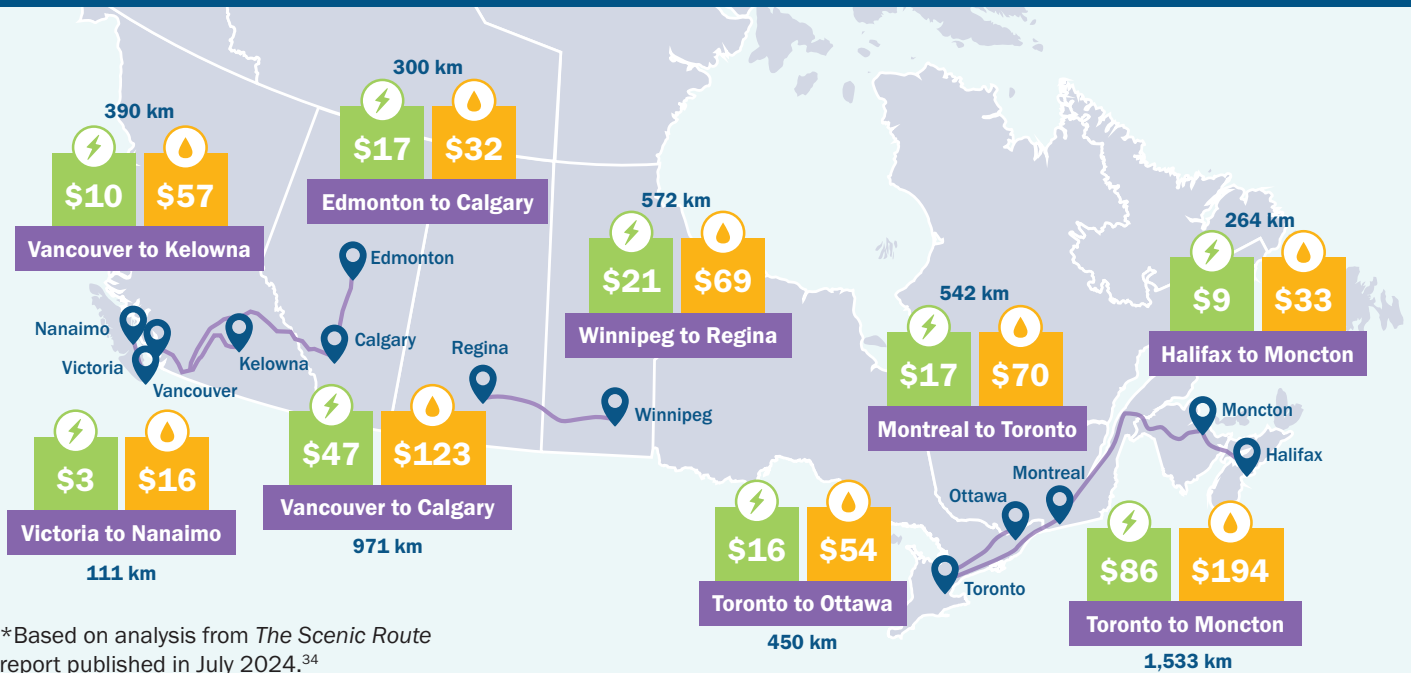 390 km
$10
$57
Vancouver to Kelowna
300 km
$17
$32
Edmonton to Calgary
572 km
$21
$69
Winnipeg to Regina
542 km
$17
$70
Montreal to Toronto
264 km
$9
$33
Halifax to Moncton
Nanaimo
Victoria
Vancouver
Kelowna
Edmonton
Calgary
Regina
Winnipeg
Ottawa
Montreal
Toronto
Moncton
Halifax
$3
$16
Victoria to Nanaimo
111 km
$47
$123
Vancouver to Calgary
971 km
$16
$54
Toronto to Ottawa
450 km
$86
$194
Toronto to Moncton
1,533 km
*Based on analysis from The Scenic Route
report published in July 2024.³⁴